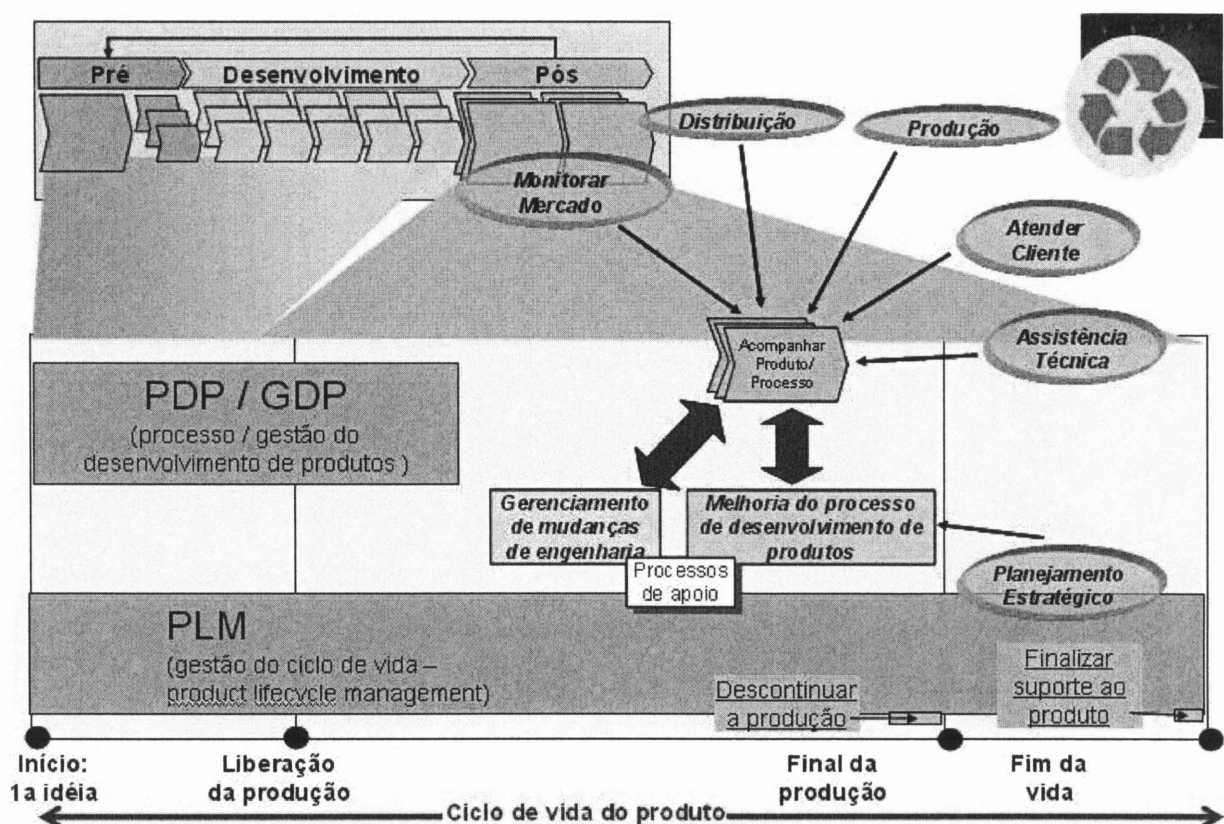 Pré
Desenvolvimento
Pós
Distribuição
Produção
Monitorar
Mercado
Atender
Cliente
Assistência
Técnica
Acompanhar
Produto/
Processo
PDP / GDP
(processo / gestão do
desenvolvimento de produtos )
Gerenciamento
de mudanças
de engenharia
Melhoria do processo
de desenvolvimento de
produtos
Processos
de apoio
Planejamento
Estratégico
PLM
(gestão do ciclo de vida –
product lifecycle management)
Descontinuar
a produção
Finalizar
suporte ao
produto
Início:
1a idéia
Liberação
da produção
Final da
produção
Fim da
vida
Ciclo de vida do produto